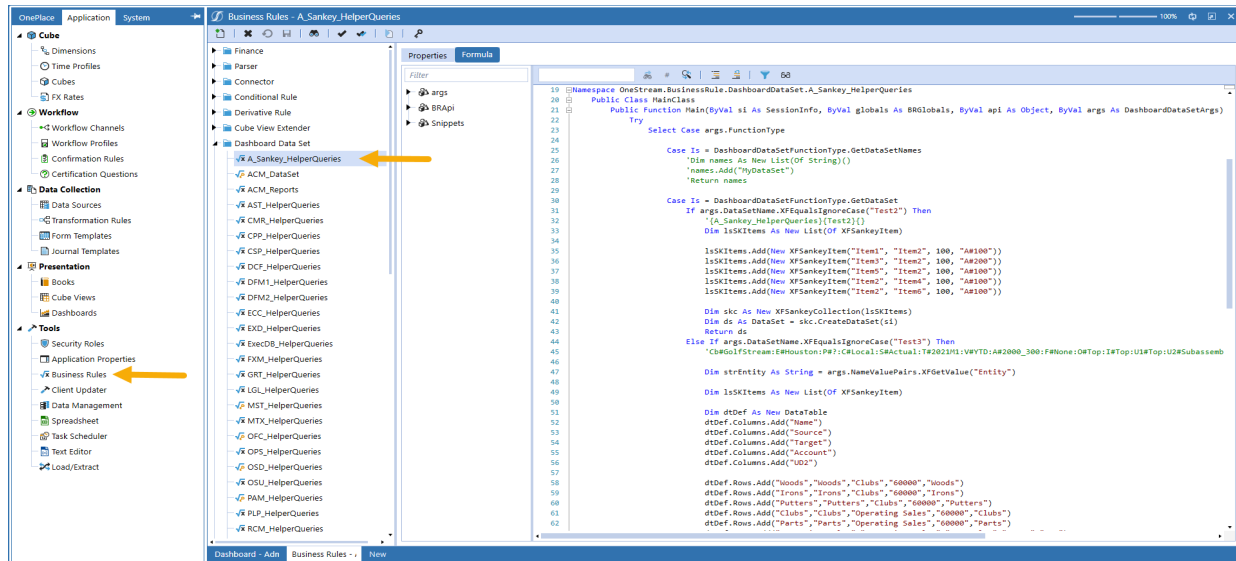 OnePlace Application System
Business Rules - A_Sankey_HelperQueries
100%
Cube
Dimensions
Time Profiles
Cubes
FX Rates
Workflow
Workflow Channels
Workflow Profiles
Confirmation Rules
Certification Questions
Data Collection
Data Sources
Transformation Rules
Form Templates
Journal Templates
Presentation
Books
Cube Views
Dashboards
Tools
Security Roles
Application Properties
Business Rules
Client Updater
Data Management
Spreadsheet
Task Scheduler
Text Editor
Load/Extract
Finance
Parser
Connector
Conditional Rule
Derivative Rule
Cube View Extender
Dashboard Data Set
A_Sankey_HelperQueries
ACM_DataSet
ACM_Reports
AST_HelperQueries
CMR_HelperQueries
CPP_HelperQueries
CSP_HelperQueries
DCF_HelperQueries
DFM1_HelperQueries
DFM2_HelperQueries
ECC_HelperQueries
EXD_HelperQueries
ExecDB_HelperQueries
FXM_HelperQueries
GRT_HelperQueries
LGL_HelperQueries
MST_HelperQueries
MTX_HelperQueries
OFC_HelperQueries
OPS_HelperQueries
OSD_HelperQueries
OSU_HelperQueries
PAM_HelperQueries
PLP_HelperQueries
RCM_HelperQueries
Properties Formula
Filter
args
BRApi
Snippets
19 Namespace OneStream.BusinessRule.DashboardDataSet.A_Sankey_HelperQueries
20 Public Class MainClass
21 Public Function Main(ByVal si As SessionInfo, ByVal globals As BRGlobals, ByVal api As Object, ByVal args As DashboardDataSetArgs)
22 Try
23 Select Case args.FunctionType
24
25 Case Is = DashboardDataSetFunctionType.GetDataSetNames
26 'Dim names As New List(Of String)()
27 'names.Add("MyDataSet")
28 'Return names
29
30 Case Is = DashboardDataSetFunctionType.GetDataSet
31 If args.DataSetName.XFEqualsIgnoreCase("Test2") Then
32 '{A_Sankey_HelperQueries}{Test2}{}
33 Dim lsSKItems As New List(Of XFSankeyItem)
34
35 lsSKItems.Add(New XFSankeyItem("Item1", "Item2", 100, "A#100"))
36 lsSKItems.Add(New XFSankeyItem("Item3", "Item2", 100, "A#200"))
37 lsSKItems.Add(New XFSankeyItem("Item5", "Item2", 100, "A#100"))
38 lsSKItems.Add(New XFSankeyItem("Item2", "Item4", 100, "A#100"))
39 lsSKItems.Add(New XFSankeyItem("Item2", "Item6", 100, "A#100"))
40
41 Dim skc As New XFSankeyCollection(lsSKItems)
42 Dim ds As DataSet = skc.CreateDataSet(si)
43 Return ds
44 Else If args.DataSetName.XFEqualsIgnoreCase("Test3") Then
45 'Cb#GolfStream:E#Houston:P#?:C#Local:S#Actual:T#2021M1:V#YTD:A#2000_300:F#None:O#Top:I#Top:U1#Top:U2#Subassemb
46
47 Dim strEntity As String = args.NameValuePairs.XFGetValue("Entity")
48
49 Dim lsSKItems As New List(Of XFSankeyItem)
50
51 Dim dtDef As New DataTable
52 dtDef.Columns.Add("Name")
53 dtDef.Columns.Add("Source")
54 dtDef.Columns.Add("Target")
55 dtDef.Columns.Add("Account")
56 dtDef.Columns.Add("UD2")
57
58 dtDef.Rows.Add("Woods","Woods","Clubs","60000","Woods")
59 dtDef.Rows.Add("Irons","Irons","Clubs","60000","Irons")
60 dtDef.Rows.Add("Putters","Putters","Clubs","60000","Putters")
61 dtDef.Rows.Add("Clubs","Clubs","Operating Sales","60000","Clubs")
62 dtDef.Rows.Add("Parts","Parts","Operating Sales","60000","Parts")
Dashboard - Adn Business Rules - New